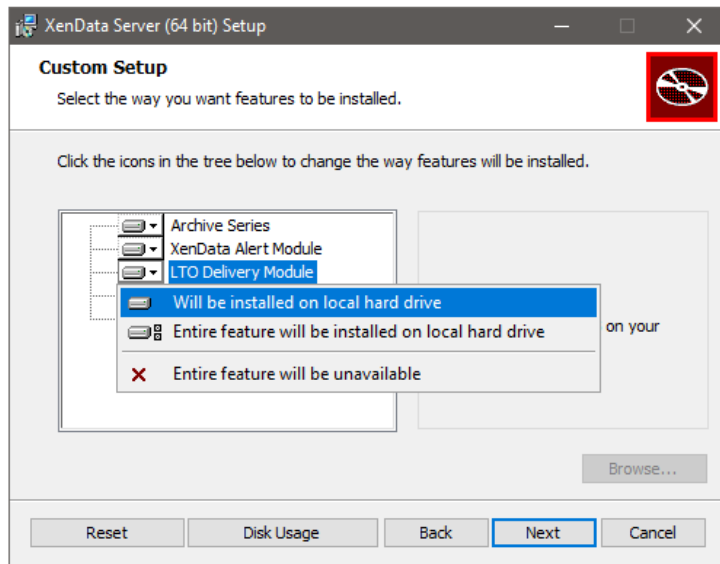 XenData Server (64 bit) Setup
Custom Setup
Select the way you want features to be installed.
Click the icons in the tree below to change the way features will be installed.
Archive Series
XenData Alert Module
LTO Delivery Module
Will be installed on local hard drive
Entire feature will be installed on local hard drive
on your
Entire feature will be unavailable
Browse...
Reset
Disk Usage
Back
Next
Cancel